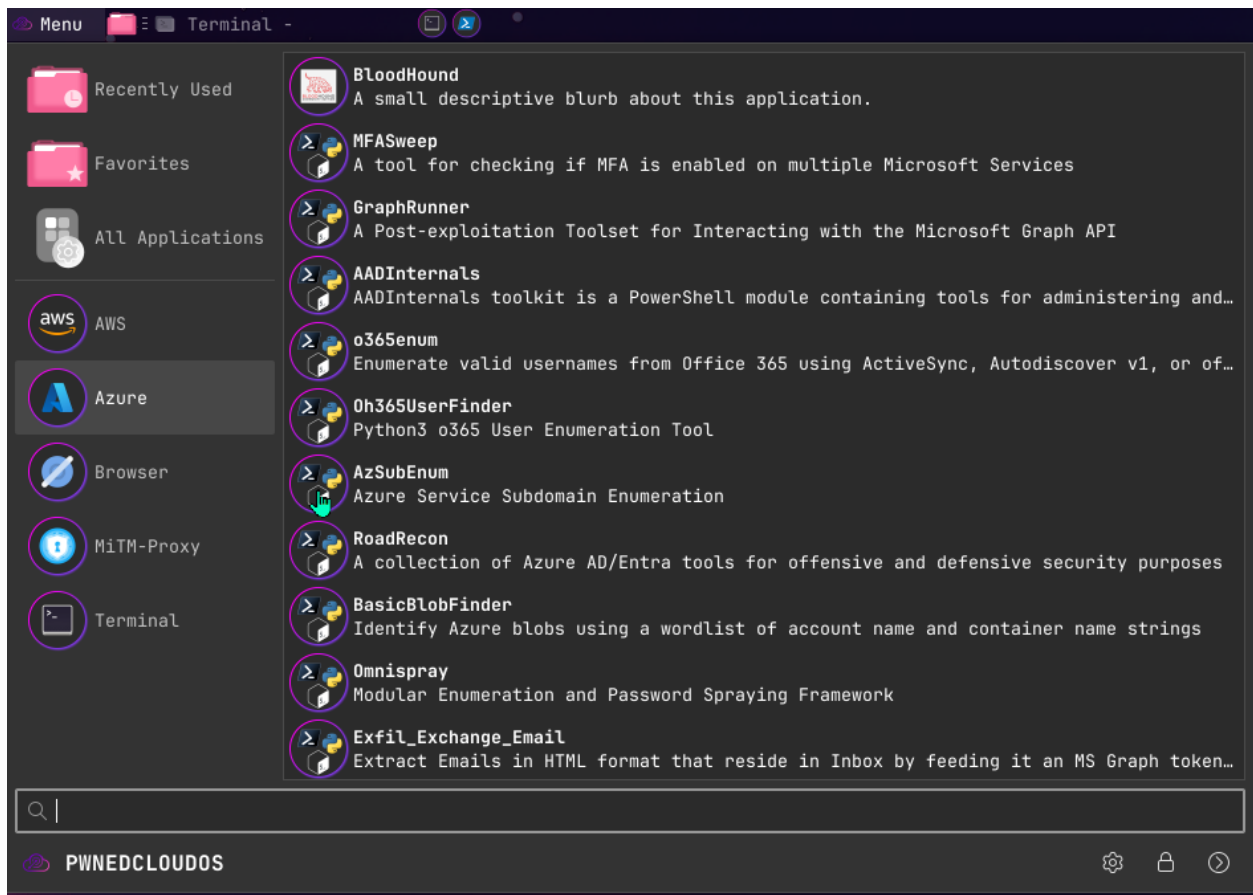 Menu
Terminal -
Recently Used
Favorites
All Applications
aws
AWS
Azure
Browser
MiTM-Proxy
Terminal
BloodHound
A small descriptive blurb about this application.
MFASweep
A tool for checking if MFA is enabled on multiple Microsoft Services
GraphRunner
A Post-exploitation Toolset for Interacting with the Microsoft Graph API
AADInternals
AADInternals toolkit is a PowerShell module containing tools for administering and…
o365enum
Enumerate valid usernames from Office 365 using ActiveSync, Autodiscover v1, or of…
Oh365UserFinder
Python3 o365 User Enumeration Tool
AzSubEnum
Azure Service Subdomain Enumeration
RoadRecon
A collection of Azure AD/Entra tools for offensive and defensive security purposes
BasicBlobFinder
Identify Azure blobs using a wordlist of account name and container name strings
Omnispray
Modular Enumeration and Password Spraying Framework
Exfil_Exchange_Email
Extract Emails in HTML format that reside in Inbox by feeding it an MS Graph token…
PWNEDCLOUDOS